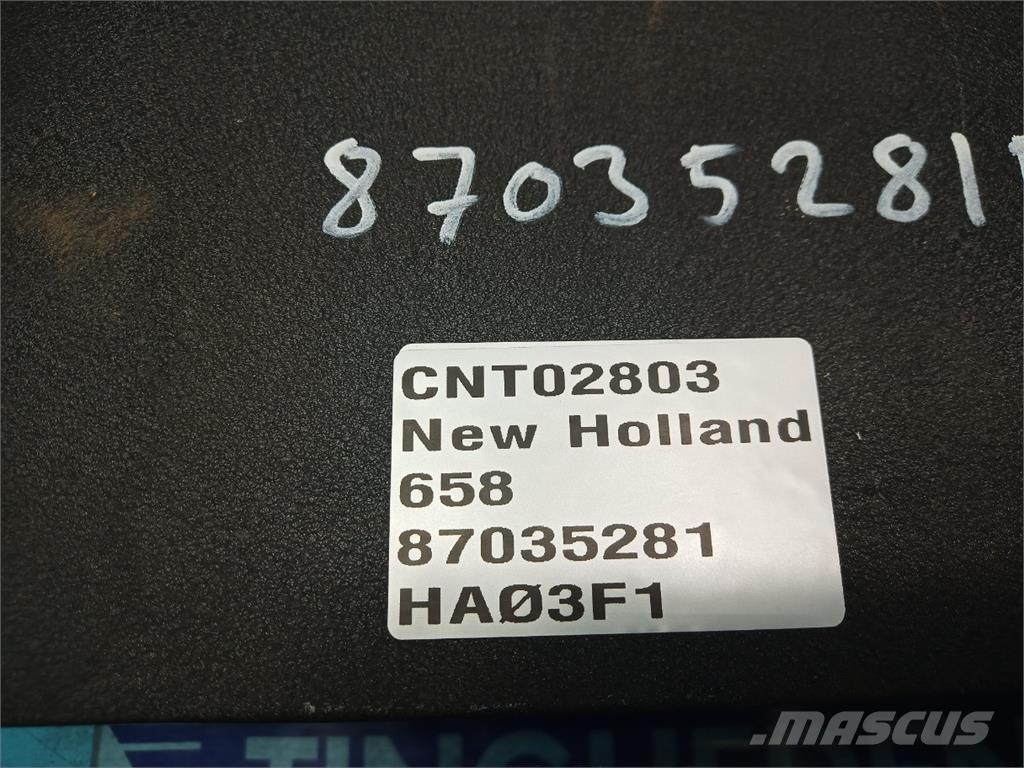 87035281
CNT02803
New Holland
658
87035281
HAØ3F1
MASCUS